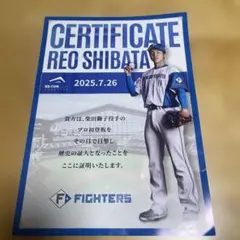 CERTIFICATE
REO SHIBATA
2025.7.26
貴方は、柴田獅子投手の
プロ初登板を
その目で目撃し
歴史の証人となったことを
ここに証明いたします。
FIGHTERS